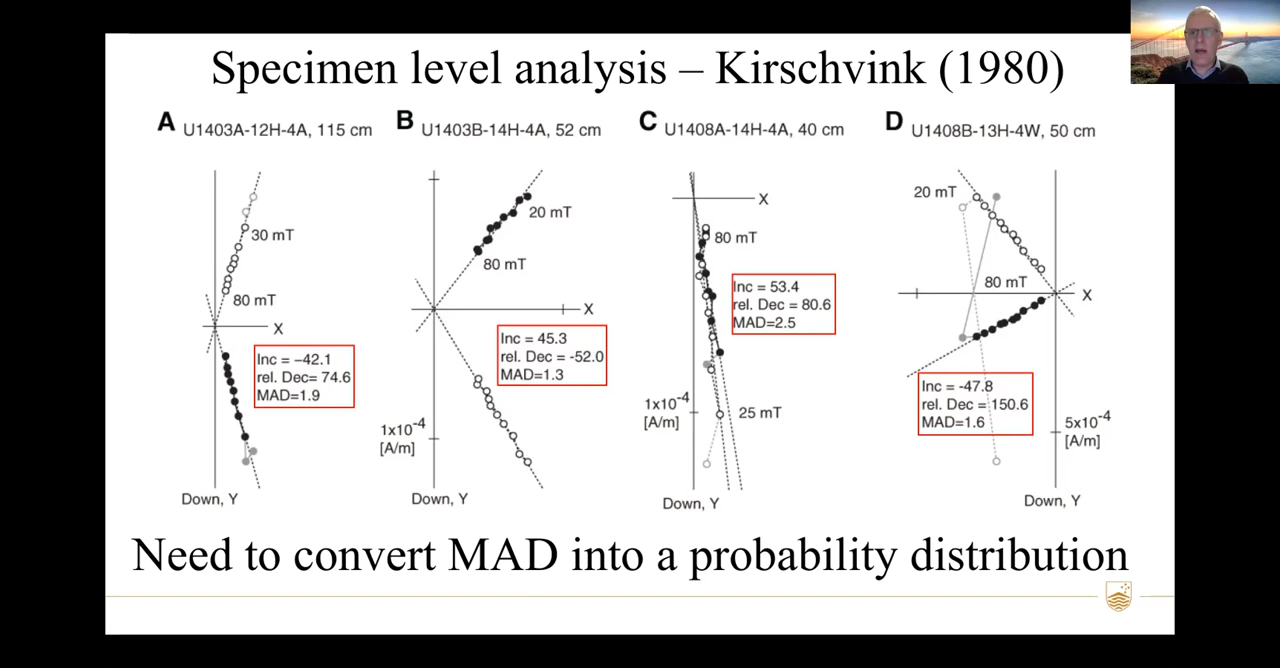 Specimen level analysis – Kirschvink (1980)
A U1403A-12H-4A, 115 cm
30 mT
80 mT
X
Inc = −42.1
rel. Dec= 74.6
MAD=1.9
Down, Y
B U1403B-14H-4A, 52 cm
20 mT
80 mT
X
Inc = 45.3
rel. Dec = -52.0
MAD=1.3
1x10-4
[A/m]
Down, Y
C U1408A-14H-4A, 40 cm
X
80 mT
Inc = 53.4
rel. Dec = 80.6
MAD=2.5
1x10-4
[A/m]
25 mT
Down, Y
D U1408B-13H-4W, 50 cm
20 mT
80 mT
X
Inc = -47.8
rel. Dec = 150.6
MAD=1.6
5x10-4
[A/m]
Down, Y
Need to convert MAD into a probability distribution